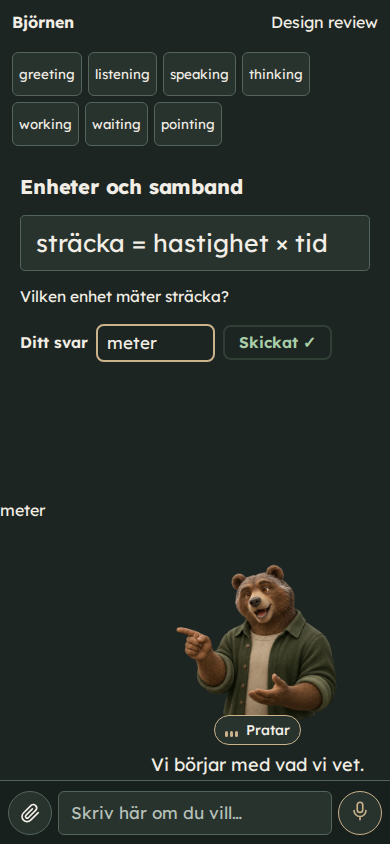 Björnen
Design review
greeting
listening
speaking
thinking
working
waiting
pointing
Enheter och samband
sträcka = hastighet × tid
Vilken enhet mäter sträcka?
Ditt svar
meter
Skickat ✓
meter
Pratar
Vi börjar med vad vi vet.
Skriv här om du vill…